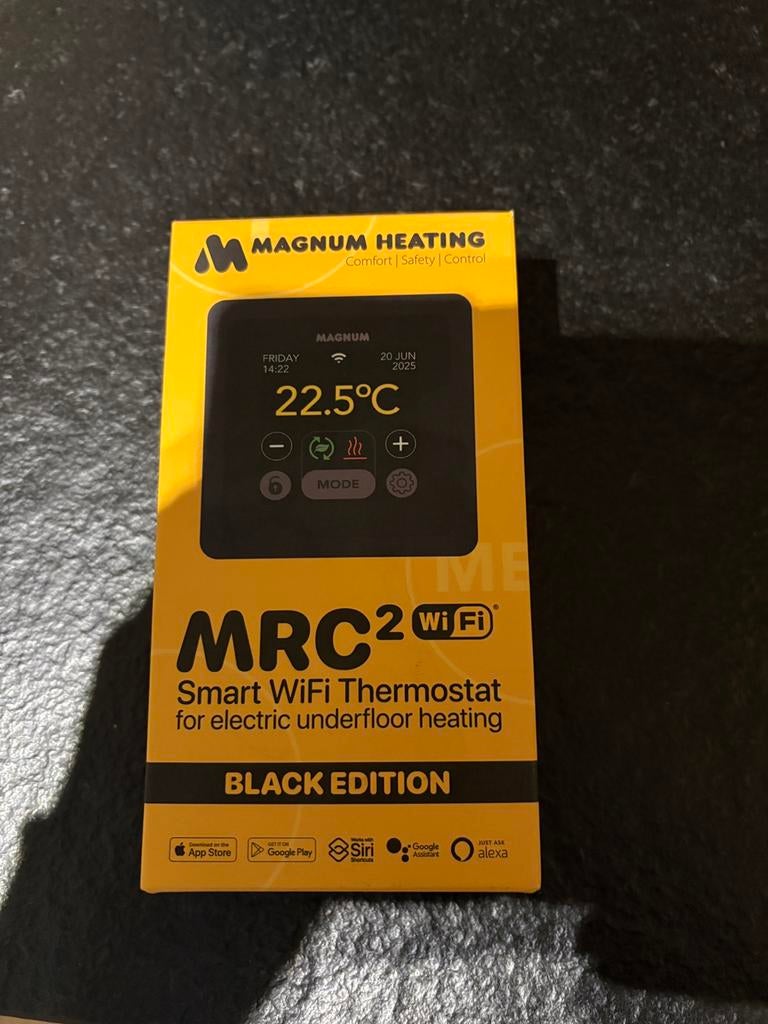 MAGNUM HEATING
Comfort | Safety | Control
MAGNUM
FRIDAY 20 JUN
14:22 2025
22.5°C
MODE
ME
MRC² WiFi®
Smart WiFi Thermostat
for electric underfloor heating
BLACK EDITION
Download on the
App Store
GET IT ON
Google Play
Works with
Siri
Shortcuts
Google
Assistant
JUST ASK
alexa